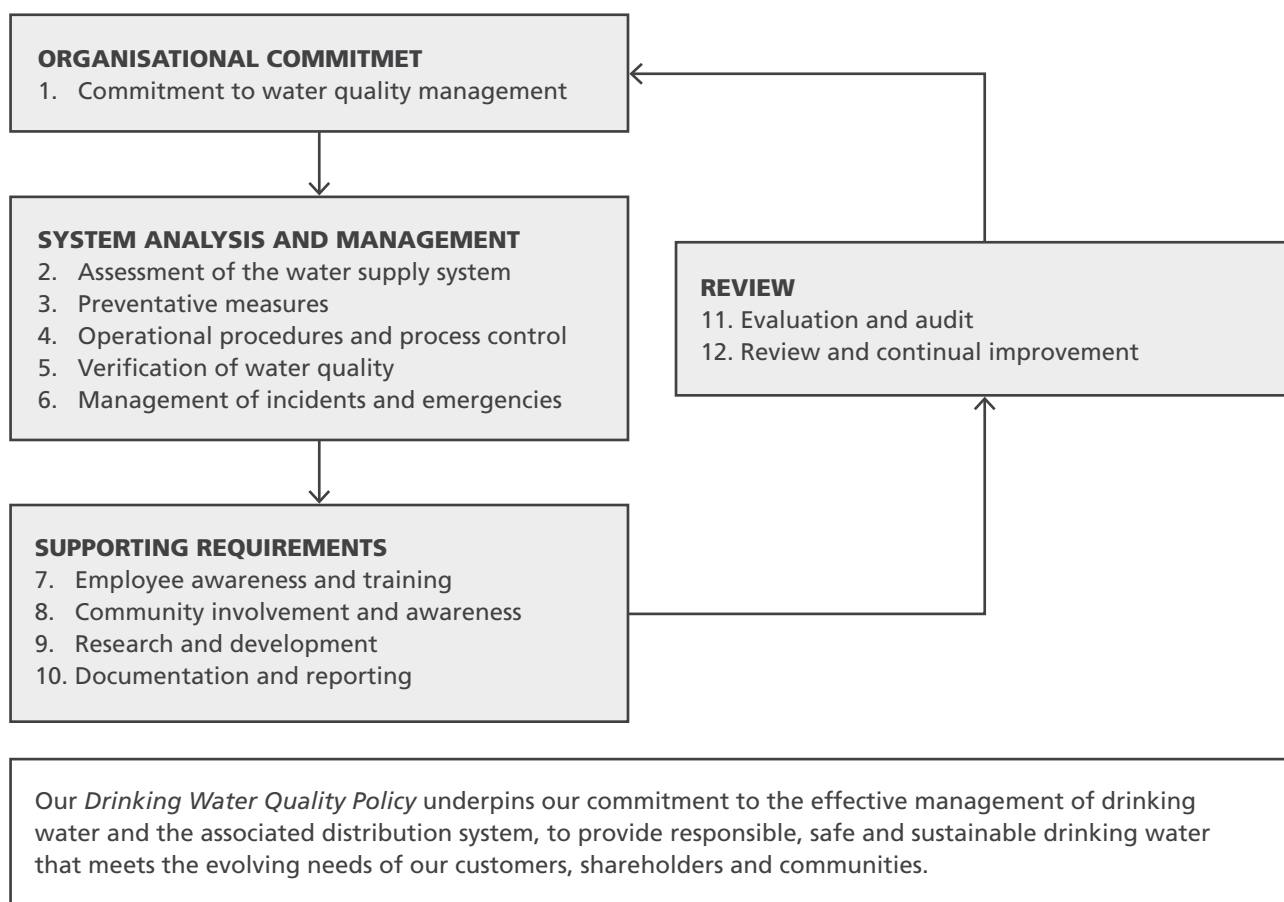 ORGANISATIONAL COMMITMET
1. Commitment to water quality management
SYSTEM ANALYSIS AND MANAGEMENT
2. Assessment of the water supply system
3. Preventative measures
4. Operational procedures and process control
5. Verification of water quality
6. Management of incidents and emergencies
SUPPORTING REQUIREMENTS
7. Employee awareness and training
8. Community involvement and awareness
9. Research and development
10. Documentation and reporting
REVIEW
11. Evaluation and audit
12. Review and continual improvement
Our Drinking Water Quality Policy underpins our commitment to the effective management of drinking
water and the associated distribution system, to provide responsible, safe and sustainable drinking water
that meets the evolving needs of our customers, shareholders and communities.